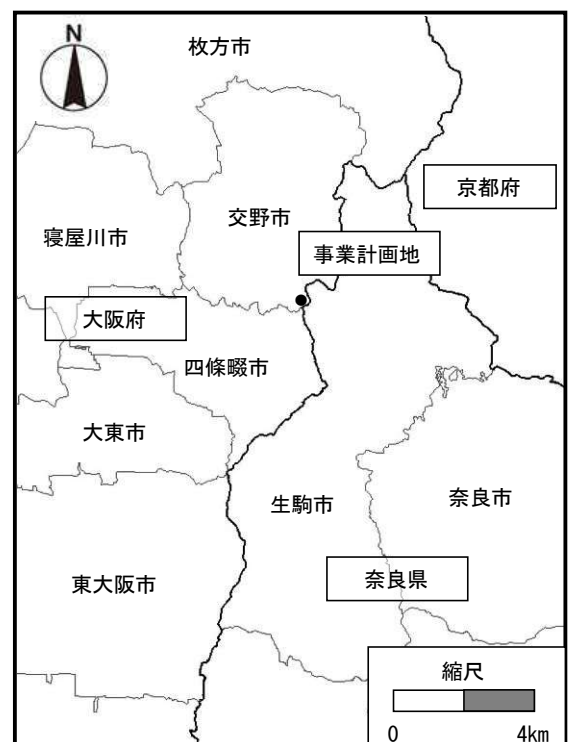 N
枚方市
京都府
交野市
寝屋川市
事業計画地
大阪府
四條畷市
大東市
生駒市
奈良市
東大阪市
奈良県
縮尺
0
4km